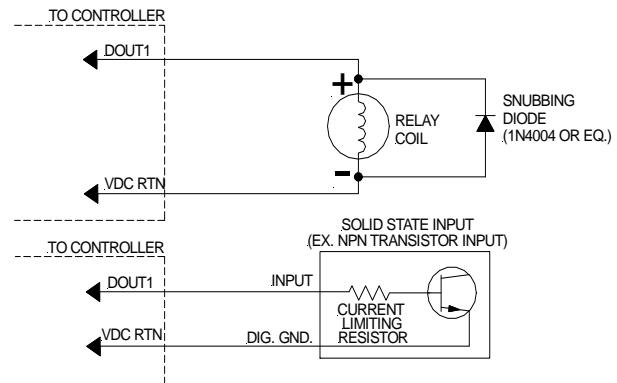 TO CONTROLLER
DOUT1
+
RELAY
COIL
SNUBBING
DIODE
(1N4004 OR EQ.)
-
VDC RTN
TO CONTROLLER
SOLID STATE INPUT
(EX. NPN TRANSISTOR INPUT)
DOUT1
INPUT
CURRENT
LIMITING
RESISTOR
VDC RTN
DIG. GND.